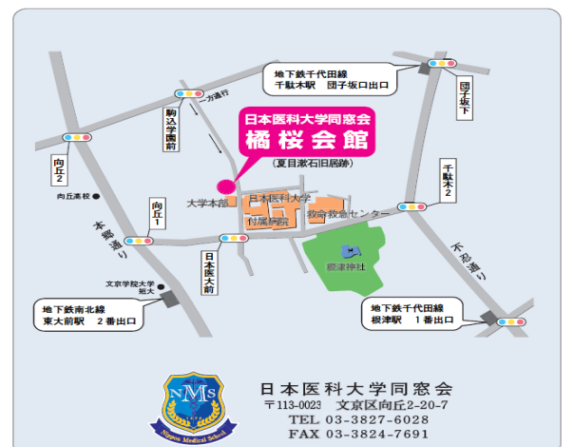 地下鉄千代田線
千駄木駅　団子坂口出口
団子坂下
一方通行
駒込学園前
日本医科大学同窓会
橘桜会館
(夏目漱石旧居跡)
向丘2
向丘高校
大学本部
日本医科大学
付属病院
救命救急センター
千駄木2
向丘1
本郷通り
日本医大前
根津神社
不忍通り
文京学院大学
地下鉄南北線
東大前駅　2番出口
地下鉄千代田線
根津駅　1番出口
NMS
Nippon Medical School
日本医科大学同窓会
〒113-0023　文京区向丘2-20-7
TEL 03-3827-6028
FAX 03-3824-7691